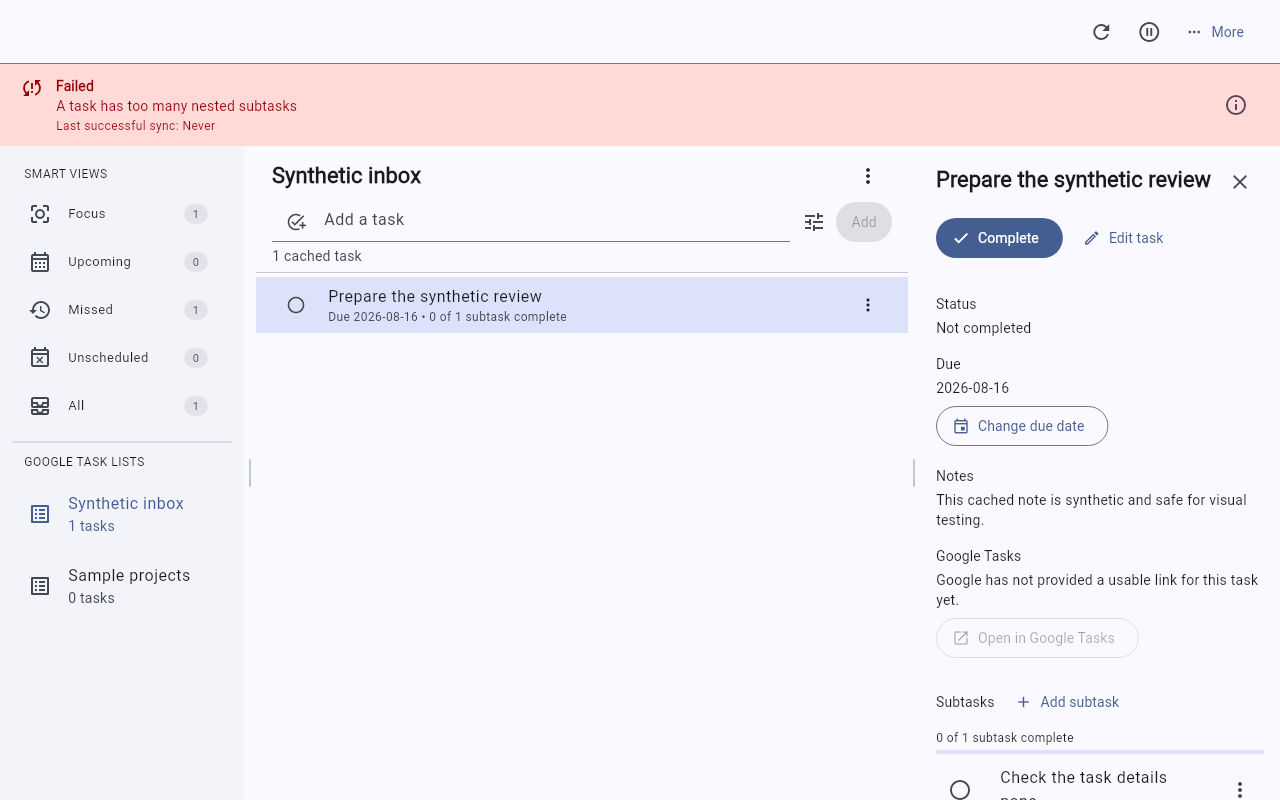 More
Failed
A task has too many nested subtasks
Last successful sync: Never
SMART VIEWS
Focus 1
Upcoming 0
Missed 1
Unscheduled 0
All 1
GOOGLE TASK LISTS
Synthetic inbox
1 tasks
Sample projects
0 tasks
Synthetic inbox
Add a task
Add
1 cached task
Prepare the synthetic review
Due 2026-08-16 • 0 of 1 subtask complete
Prepare the synthetic review
Complete
Edit task
Status
Not completed
Due
2026-08-16
Change due date
Notes
This cached note is synthetic and safe for visual
testing.
Google Tasks
Google has not provided a usable link for this task
yet.
Open in Google Tasks
Subtasks
Add subtask
0 of 1 subtask complete
Check the task details